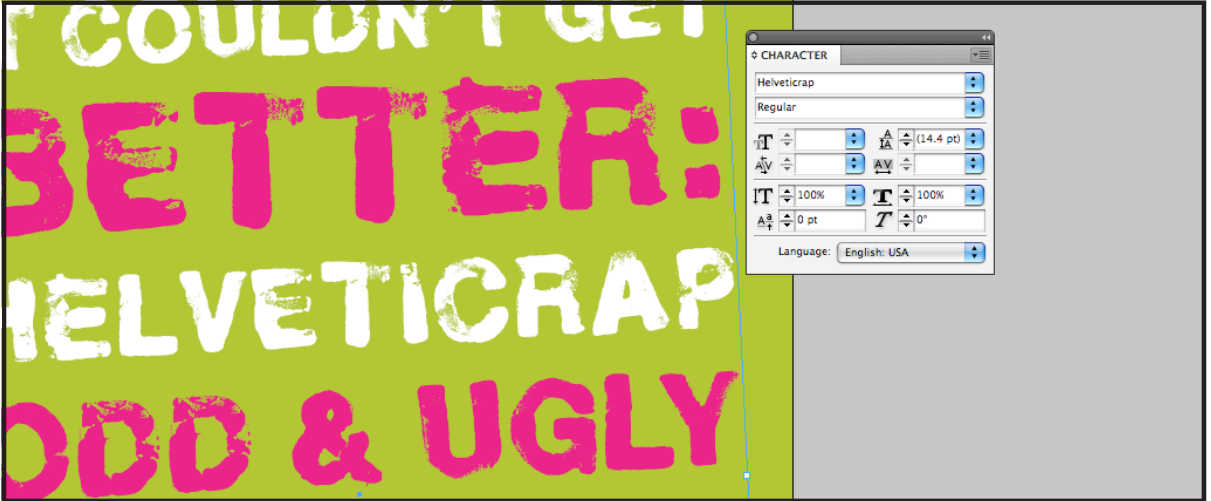 T COULDN'T GET
BETTER:
HELVETICRAP
ODD & UGLY
CHARACTER
Helveticrap
Regular
(14.4 pt)
100% 100%
0 pt 0°
Language: English: USA